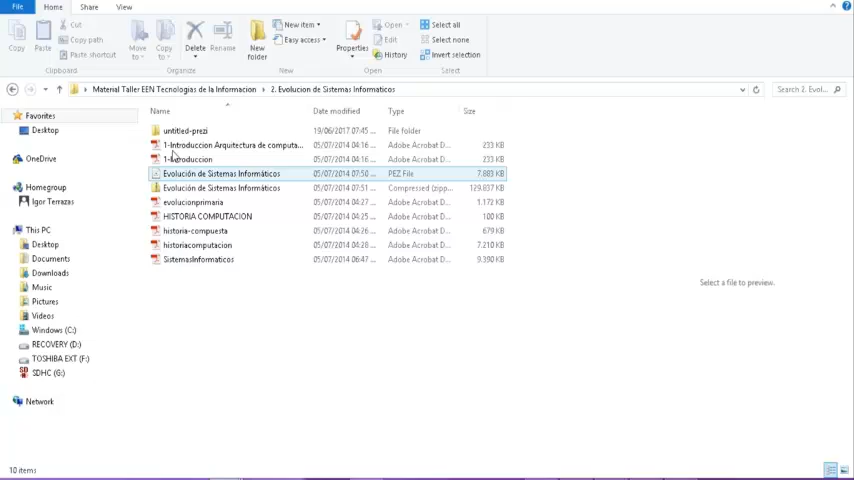 File Home Share View
Copy Paste Cut Copy path Paste shortcut Move to Copy to Delete Rename New folder New item Easy access Properties Open Edit History Select all Select none Invert selection
Clipboard Organize New Open Select
Material Taller EEN Tecnologias de la Informacion 2. Evolucion de Sistemas Informaticos Search 2. Evol...
Favorites
Desktop
OneDrive
Homegroup
Igor Terrazas
This PC
Desktop
Documents
Downloads
Music
Pictures
Videos
Windows (C:)
RECOVERY (D:)
TOSHIBA EXT (F:)
SDHC (G:)
Network
Name Date modified Type Size
untitled-prezi 19/06/2017 07:45 ... File folder
1-Introduccion Arquitectura de computa... 05/07/2014 04:16 ... Adobe Acrobat D... 233 KB
1-Introduccion 05/07/2014 04:16 ... Adobe Acrobat D... 233 KB
Evolución de Sistemas Informáticos 05/07/2014 07:50 ... PEZ File 7.883 KB
Evolución de Sistemas Informáticos 05/07/2014 07:51 ... Compressed (zipp... 129.837 KB
evolucionprimaria 05/07/2014 04:27 ... Adobe Acrobat D... 1.172 KB
HISTORIA COMPUTACION 05/07/2014 04:25 ... Adobe Acrobat D... 100 KB
historia-compuesta 05/07/2014 04:26 ... Adobe Acrobat D... 679 KB
historiacomputacion 05/07/2014 04:28 ... Adobe Acrobat D... 7.210 KB
SistemasInformaticos 05/07/2014 06:47 ... Adobe Acrobat D... 9.390 KB
Select a file to preview.
10 items